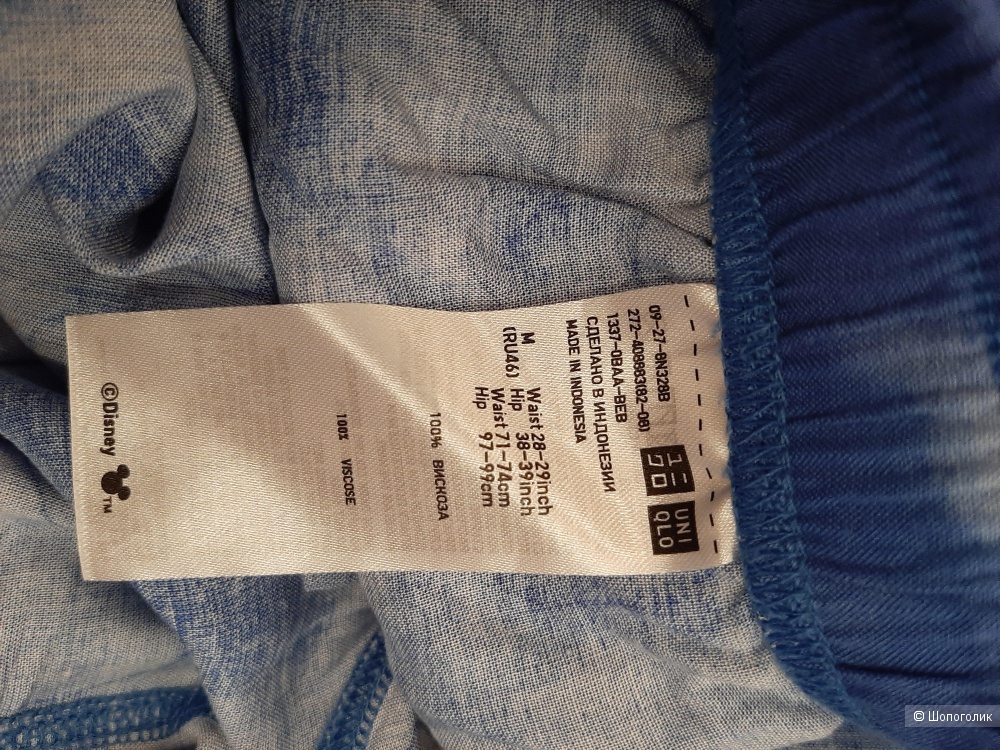 ユニ
クロ
UNI
QLO
09-27-8N328B
272-408883(82-08)
1337-0BAA-BEB
СДЕЛАНО В ИНДОНЕЗИИ
MADE IN INDONESIA
M
(RU46)
Waist 28-29inch
Hip 38-39inch
Waist 71-74cm
Hip 97-99cm
100% ВИСКОЗА
100% VISCOSE
©Disney TM
© Шопоголик